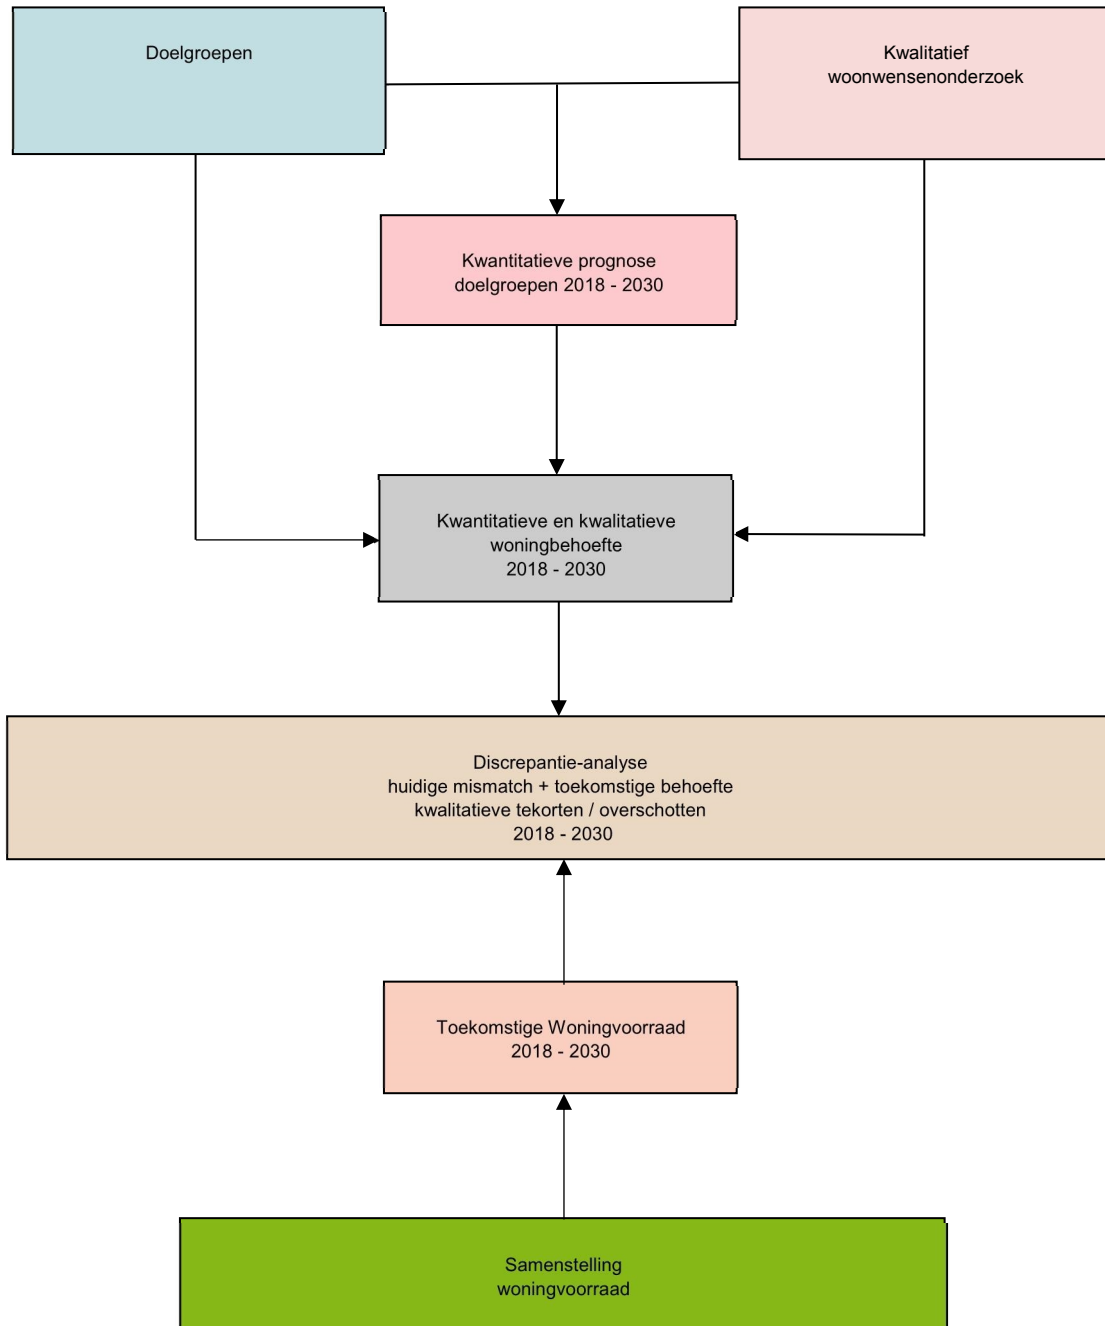 Doelgroepen
Kwalitatief
woonwensenonderzoek
Kwantitatieve prognose
doelgroepen 2018 - 2030
Kwantitatieve en kwalitatieve
woningbehoefte
2018 - 2030
Discrepantie-analyse
huidige mismatch + toekomstige behoefte
kwalitatieve tekorten / overschotten
2018 - 2030
Toekomstige Woningvoorraad
2018 - 2030
Samenstelling
woningvoorraad